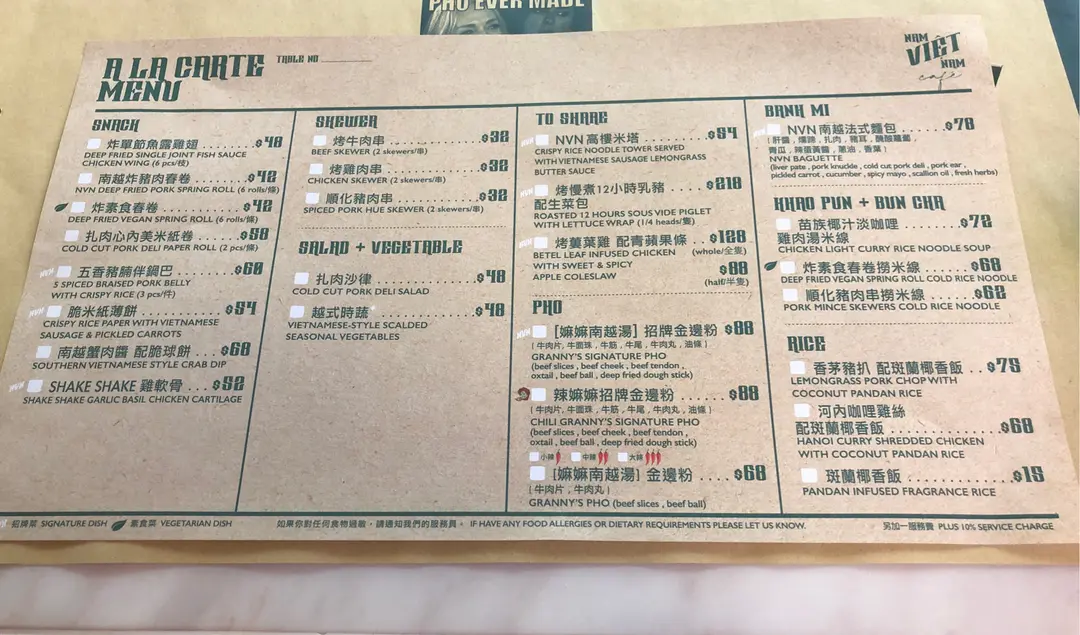 PHO EVER MADE
A LA CARTE
MENU
TABLE NO
NAM
VIỆT
NAM
café
SNACK
炸單節魚露雞翅 $48
DEEP FRIED SINGLE JOINT FISH SAUCE
CHICKEN WING (6 pcs/枝)
南越炸豬肉春卷 $42
NVN DEEP FRIED PORK SPRING ROLL (6 rolls/條)
炸素食春卷 $42
DEEP FRIED VEGAN SPRING ROLL (6 rolls/條)
扎肉心內美米紙卷 $58
COLD CUT PORK DELI PAPER ROLL (2 pcs/條)
NVN 五香豬腩伴鍋巴 $68
5 SPICED BRAISED PORK BELLY
WITH CRISPY RICE (3 pcs/件)
NVN 脆米紙薄餅 $54
CRISPY RICE PAPER WITH VIETNAMESE
SAUSAGE & PICKLED CARROTS
南越蟹肉醬 配脆球餅 $68
SOUTHERN VIETNAMESE STYLE CRAB DIP
NVN SHAKE SHAKE 雞軟骨 $52
SHAKE SHAKE GARLIC BASIL CHICKEN CARTILAGE
SKEWER
烤牛肉串 $32
BEEF SKEWER (2 skewers/串)
烤雞肉串 $32
CHICKEN SKEWER (2 skewers/串)
順化豬肉串 $32
SPICED PORK HUE SKEWER (2 skewers/串)
SALAD + VEGETABLE
扎肉沙律 $48
COLD CUT PORK DELI SALAD
越式時蔬 $48
VIETNAMESE-STYLE SCALDED
SEASONAL VEGETABLES
TO SHARE
NVN NVN 高樓米塔 $94
CRISPY RICE NOODLE TOWER SERVED
WITH VIETNAMESE SAUSAGE LEMONGRASS
BUTTER SAUCE
NVN 烤慢煮12小時乳豬 $218
配生菜包
ROASTED 12 HOURS SOUS VIDE PIGLET
WITH LETTUCE WRAP (1/4 heads/隻)
NVN 烤蔞葉雞 配青蘋果條 $128
BETEL LEAF INFUSED CHICKEN (whole/全隻)
WITH SWEET & SPICY $88
APPLE COLESLAW (half/半隻)
PHO
NVN [嫲嫲南越湯] 招牌金邊粉 $88
( 牛肉片, 牛面珠, 牛筋, 牛尾, 牛肉丸, 油條 )
GRANNY'S SIGNATURE PHO
(beef slices , beef cheek , beef tendon ,
oxtail , beef ball , deep fried dough stick)
辣嫲嫲招牌金邊粉 $88
( 牛肉片, 牛面珠, 牛筋, 牛尾, 牛肉丸, 油條 )
CHILI GRANNY'S SIGNATURE PHO
(beef slices , beef cheek , beef tendon ,
oxtail , beef ball , deep fried dough stick)
小辣 中辣 大辣
[嫲嫲南越湯] 金邊粉 $68
( 牛肉片, 牛肉丸 )
GRANNY'S PHO (beef slices , beef ball)
BANH MI
NVN NVN 南越法式麵包 $78
NVN BAGUETTE
(liver pate , pork knuckle , cold cut pork deli , pork ear ,
pickled carrot , cucumber , spicy mayo , scallion oil , fresh herbs)
KHAO PUN + BUN CHA
苗族椰汁淡咖哩 $72
雞肉湯米線
CHICKEN LIGHT CURRY RICE NOODLE SOUP
炸素食春卷撈米線 $68
DEEP FRIED VEGAN SPRING ROLL COLD RICE NOODLE
順化豬肉串撈米線 $62
PORK MINCE SKEWERS COLD RICE NOODLE
RICE
香茅豬扒 配斑蘭椰香飯 $75
LEMONGRASS PORK CHOP WITH
COCONUT PANDAN RICE
河內咖哩雞絲
配斑蘭椰香飯 $68
HANOI CURRY SHREDDED CHICKEN
WITH COCONUT PANDAN RICE
斑蘭椰香飯 $15
PANDAN INFUSED FRAGRANCE RICE
招牌菜 SIGNATURE DISH 素食菜 VEGETARIAN DISH
如果你對任何食物過敏，請通知我們的服務員。 IF HAVE ANY FOOD ALLERGIES OR DIETARY REQUIREMENTS PLEASE LET US KNOW.
另加一服務費 PLUS 10% SERVICE CHARGE